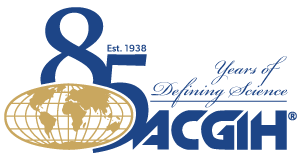 85
Est. 1938
Years of
Defining Science
ACGIH®